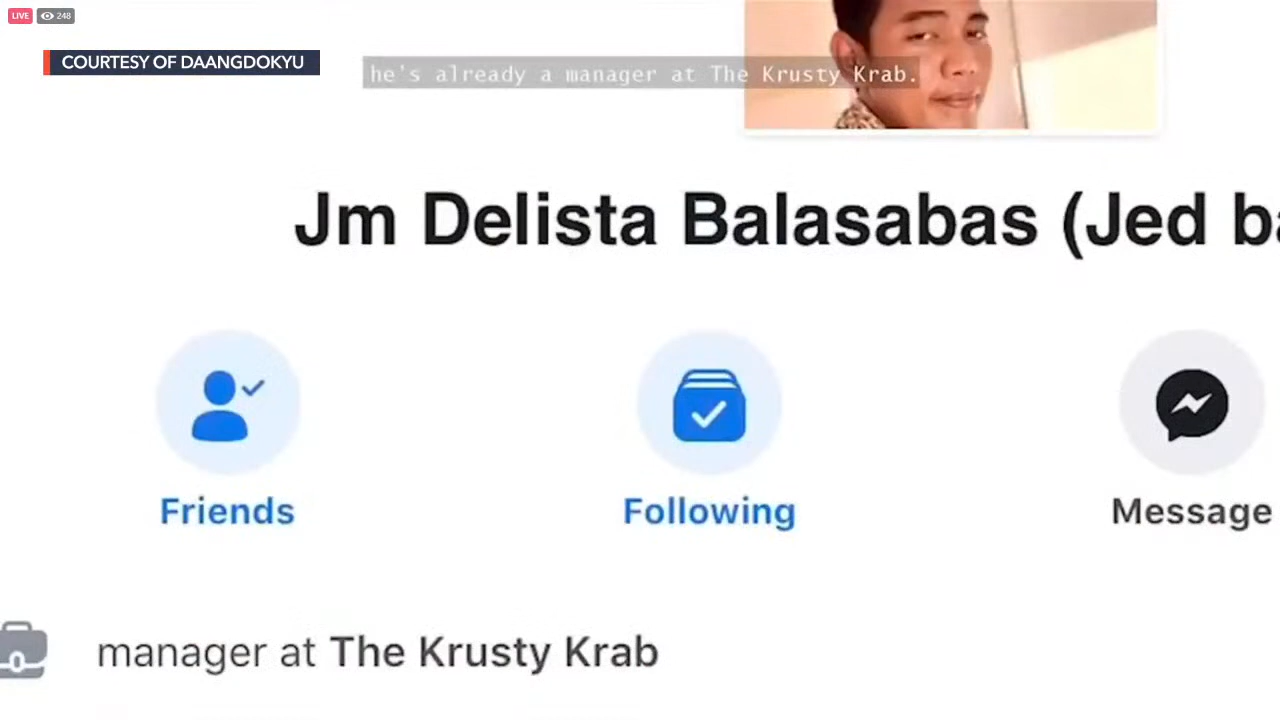 LIVE 248
COURTESY OF DAANGDOKYU
he's already a manager at The Krusty Krab.
Jm Delista Balasabas (Jed ba
Friends
Following
Message
manager at The Krusty Krab